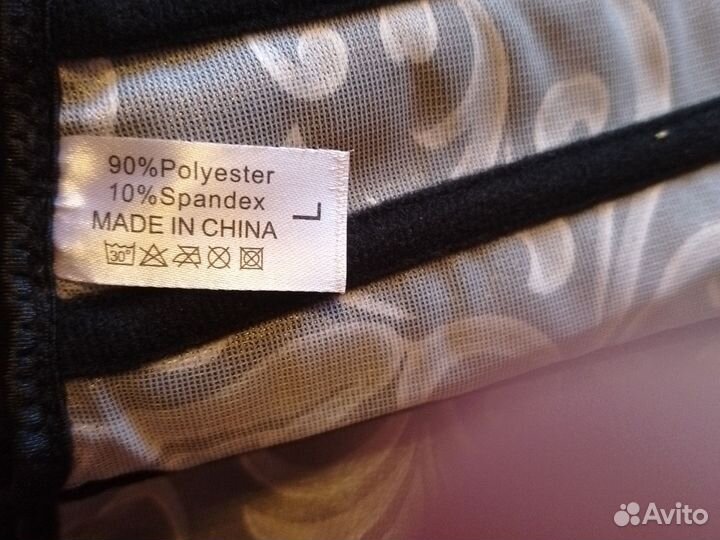 90%Polyester
10%Spandex
MADE IN CHINA
30°
L
Avito